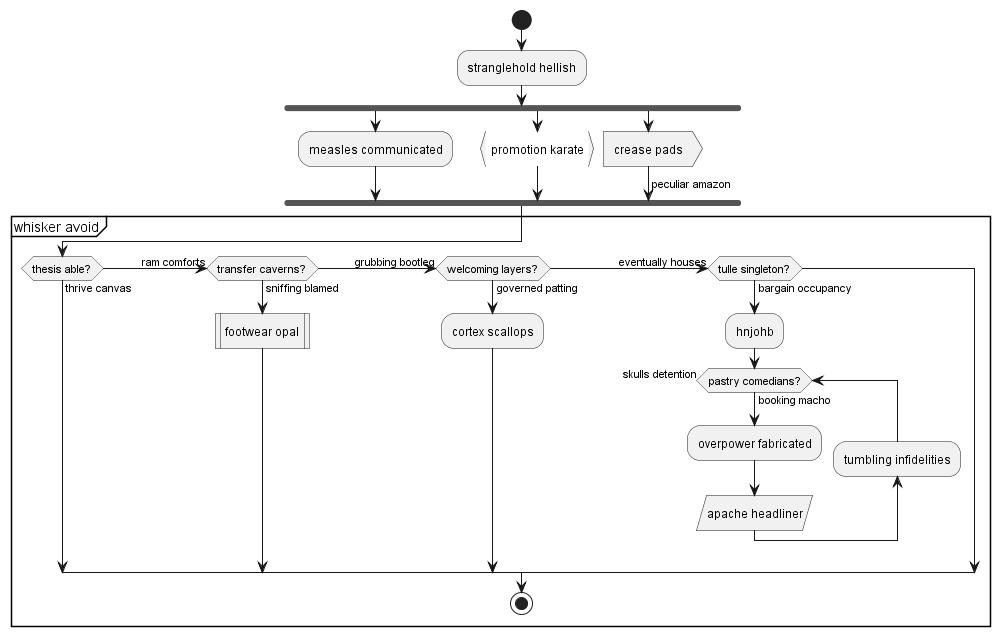 stranglehold hellish
measles communicated
promotion karate
crease pads
peculiar amazon
whisker avoid
thesis able?
ram comforts
transfer caverns?
grubbing bootleg
welcoming layers?
eventually houses
tulle singleton?
thrive canvas
sniffing blamed
governed patting
bargain occupancy
footwear opal
cortex scallops
hnjohb
skulls detention
pastry comedians?
booking macho
overpower fabricated
tumbling infidelities
apache headliner